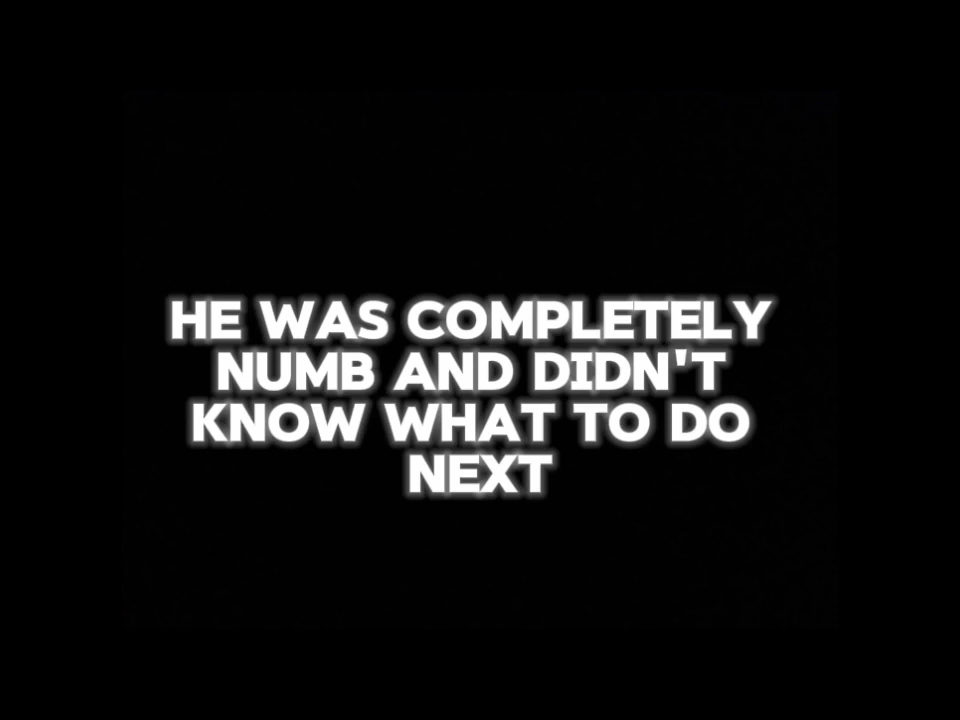 HE WAS COMPLETELY
NUMB AND DIDN'T
KNOW WHAT TO DO
NEXT